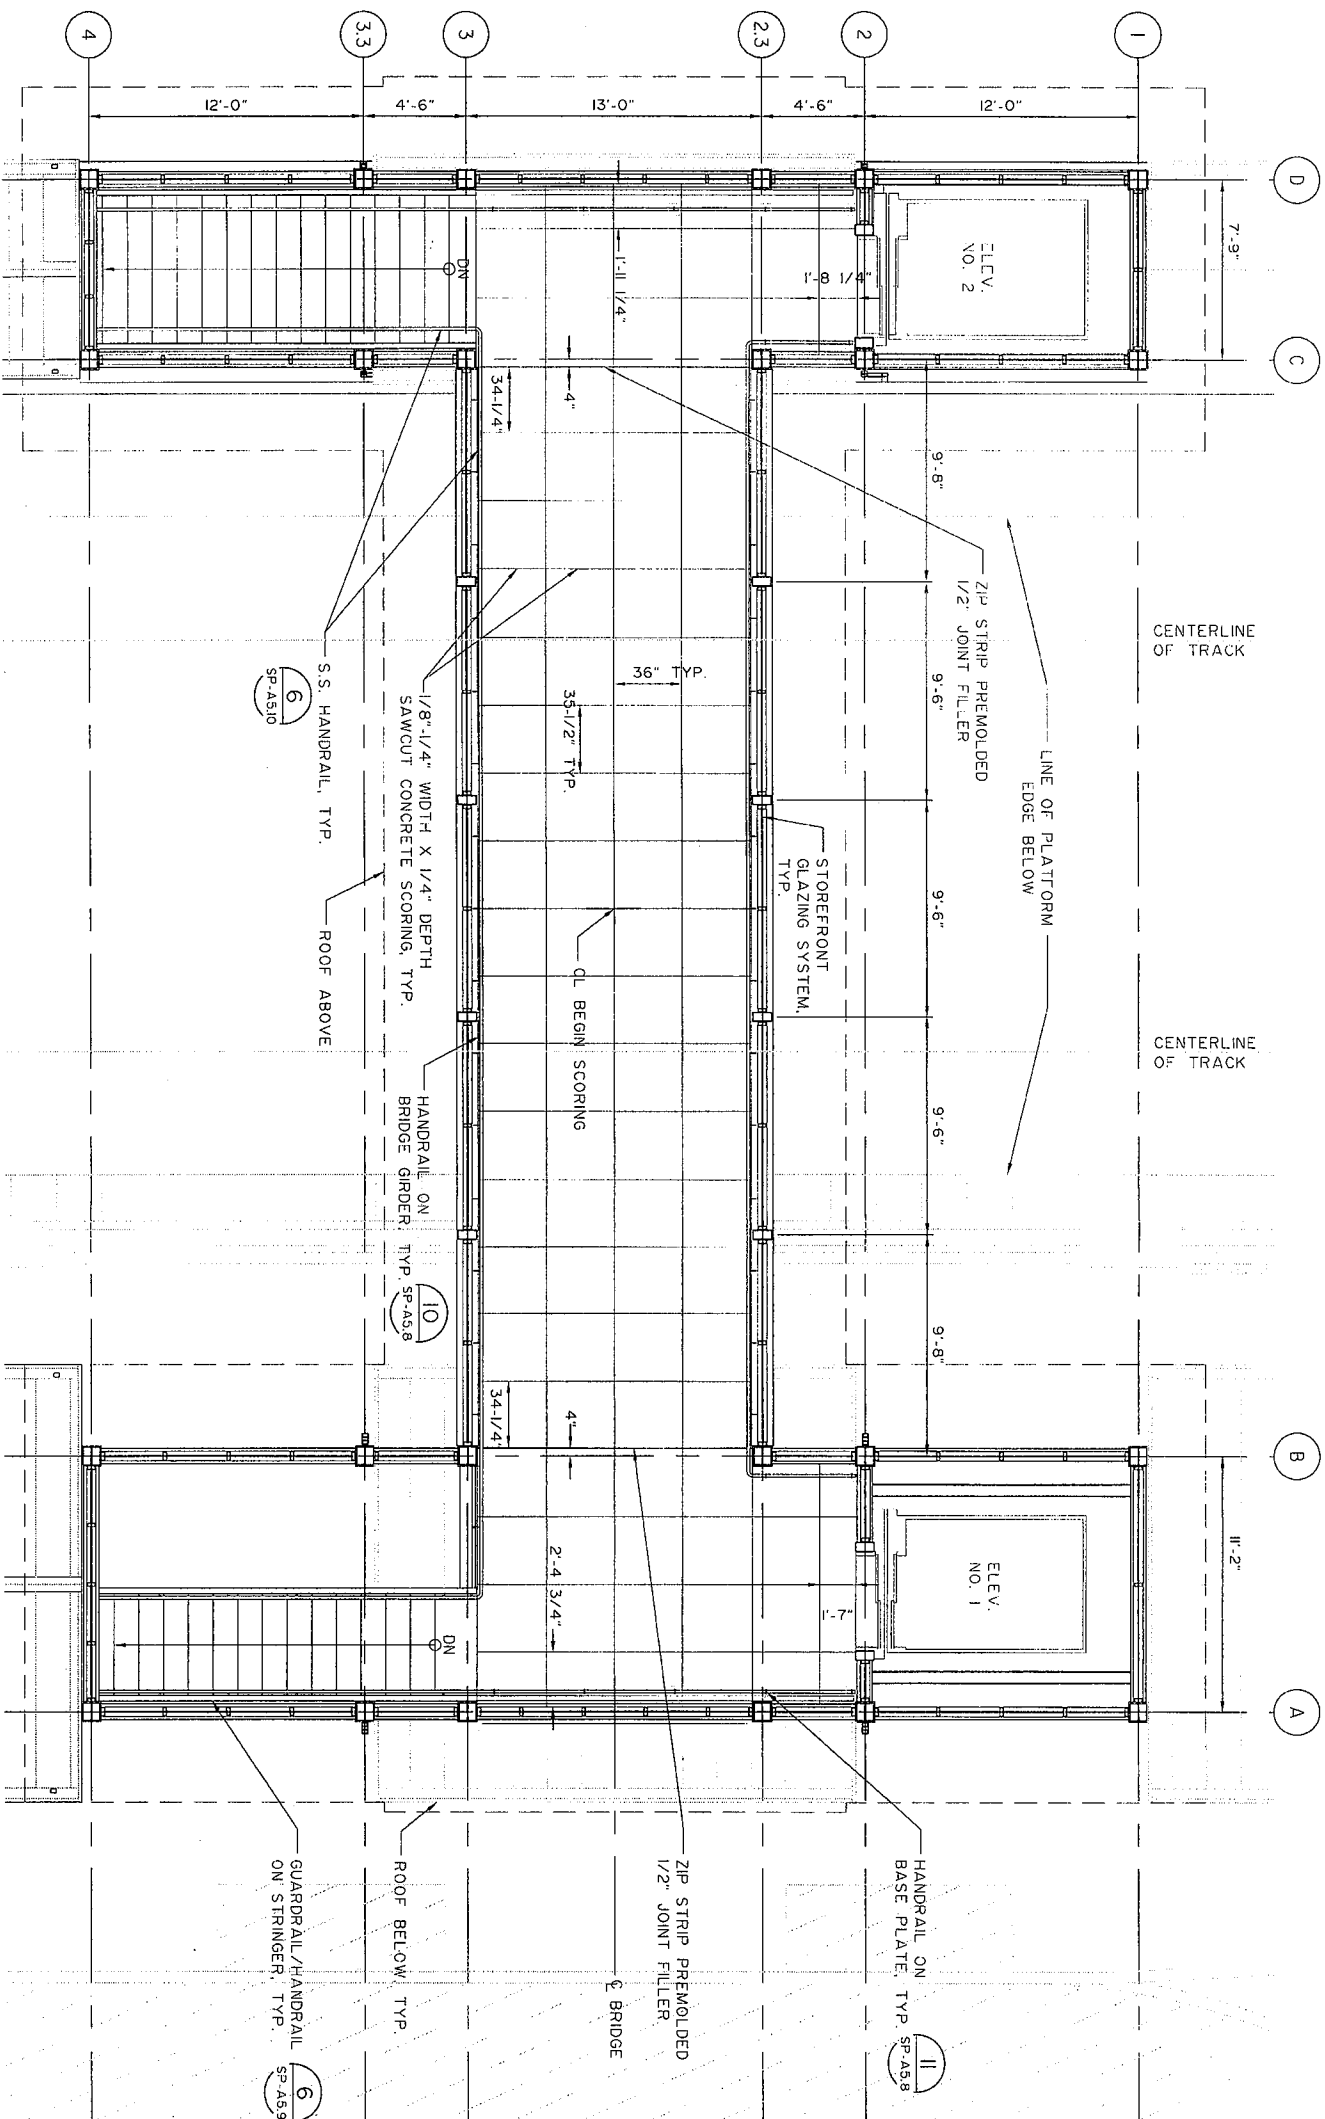 4
3.3
3
2.3
2
1
12'-0"
4'-6"
13'-0"
4'-6"
12'-0"
D
7'-9"
C
B
11'-2"
A
ELEV.
NO. 2
DN
1'-11 1/4"
1'-8 1/4"
34-1/4"
4"
9'-8"
9'-6"
9'-6"
9'-6"
9'-8"
ZIP STRIP PREMOLDED
1/2" JOINT FILLER
CENTERLINE
OF TRACK
LINE OF PLATFORM
EDGE BELOW
CENTERLINE
OF TRACK
36" TYP.
35-1/2" TYP.
STOREFRONT
GLAZING SYSTEM,
TYP.
S.S. HANDRAIL, TYP.
6
SP-A5.10
1/8"-1/4" WIDTH X 1/4" DEPTH
SAWCUT CONCRETE SCORING, TYP.
ROOF ABOVE
CL BEGIN SCORING
HANDRAIL ON
BRIDGE GIRDER, TYP.
10
SP-A5.8
34-1/4"
4"
2'-4 3/4"
1'-7"
ELEV.
NO. 1
DN
HANDRAIL ON
BASE PLATE, TYP.
11
SP-A5.8
ZIP STRIP PREMOLDED
1/2" JOINT FILLER
℄ BRIDGE
ROOF BELOW, TYP.
GUARDRAIL/HANDRAIL
ON STRINGER, TYP.
6
SP-A5.9